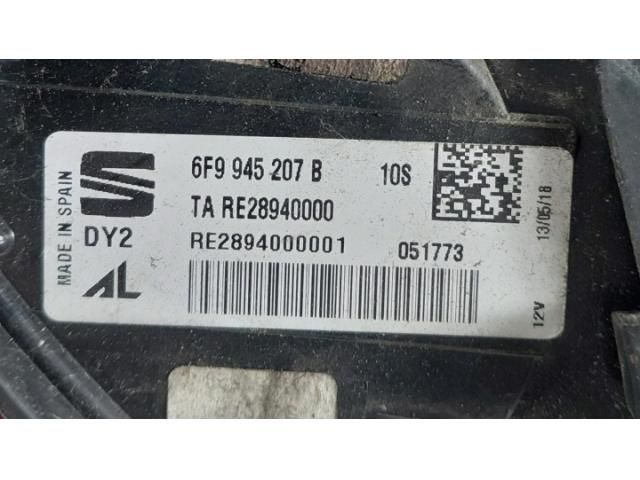 MADE IN SPAIN
6F9 945 207 B 10S
TA RE28940000
DY2 RE2894000001 051773
AL
13/05/18
12V